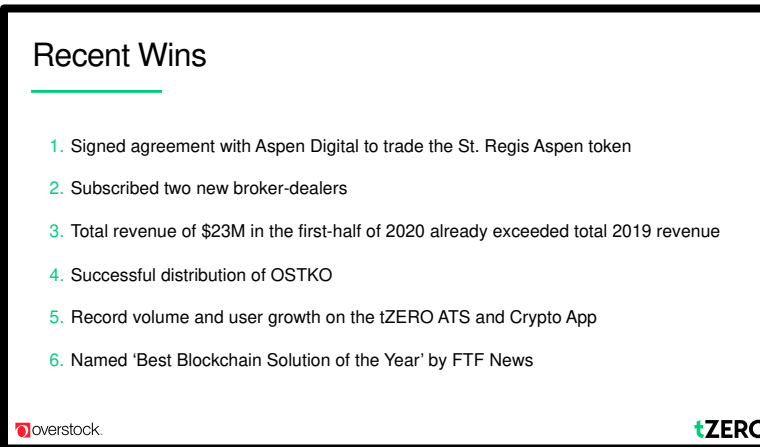 Recent Wins
1. Signed agreement with Aspen Digital to trade the St. Regis Aspen token
2. Subscribed two new broker-dealers
3. Total revenue of $23M in the first-half of 2020 already exceeded total 2019 revenue
4. Successful distribution of OSTKO
5. Record volume and user growth on the tZERO ATS and Crypto App
6. Named ‘Best Blockchain Solution of the Year’ by FTF News
overstock.
tZERO